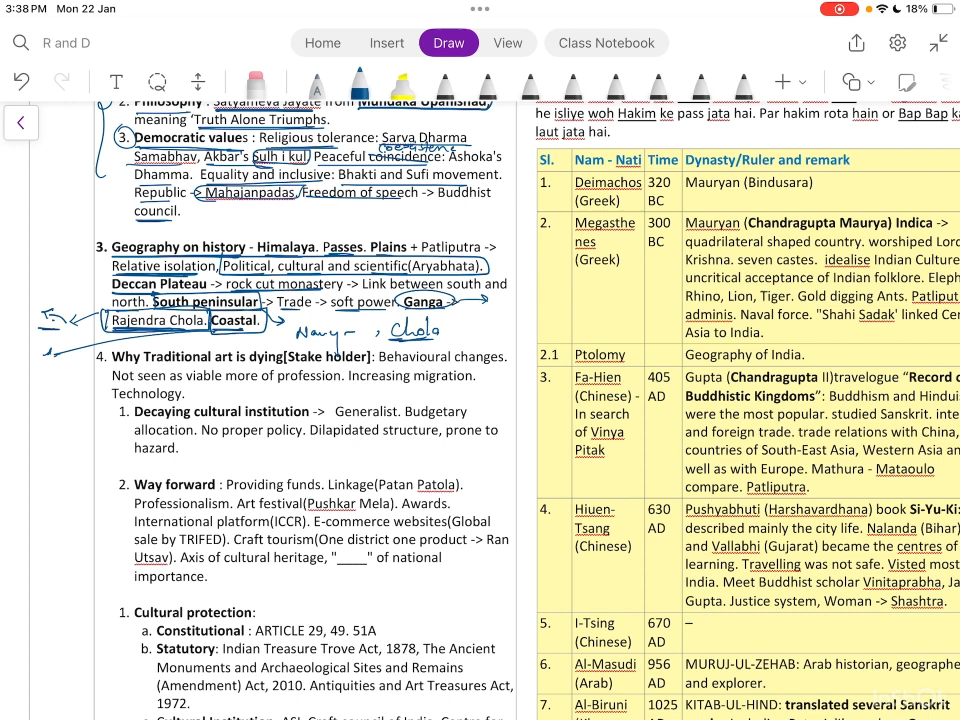 3:38 PM Mon 22 Jan
18%
R and D
Home Insert Draw View Class Notebook
2. Philosophy : Satyameva Jayate from Mundaka Upanishad,
meaning ‘Truth Alone Triumphs.
3. Democratic values : Religious tolerance: Sarva Dharma
coexistence
Samabhav, Akbar's Sulh i kul, Peaceful coincidence: Ashoka's
Dhamma. Equality and inclusive: Bhakti and Sufi movement.
Republic -> Mahajanpadas, Freedom of speech -> Buddhist
council.
3. Geography on history - Himalaya. Passes. Plains + Patliputra ->
Relative isolation, Political, cultural and scientific(Aryabhata).
Deccan Plateau -> rock cut monastery -> Link between south and
north. South peninsular -> Trade -> soft power. Ganga ->
Rajendra Chola. Coastal.
Navy - , Chola
4. Why Traditional art is dying[Stake holder]: Behavioural changes.
Not seen as viable more of profession. Increasing migration.
Technology.
1. Decaying cultural institution -> Generalist. Budgetary
allocation. No proper policy. Dilapidated structure, prone to
hazard.
2. Way forward : Providing funds. Linkage(Patan Patola).
Professionalism. Art festival(Pushkar Mela). Awards.
International platform(ICCR). E-commerce websites(Global
sale by TRIFED). Craft tourism(One district one product -> Ran
Utsav). Axis of cultural heritage, "____" of national
importance.
1. Cultural protection:
a. Constitutional : ARTICLE 29, 49. 51A
b. Statutory: Indian Treasure Trove Act, 1878, The Ancient
Monuments and Archaeological Sites and Remains
(Amendment) Act, 2010. Antiquities and Art Treasures Act,
1972.
he isliye woh Hakim ke pass jata hai. Par hakim rota hain or Bap Bap ka
laut jata hai.
Sl. Nam - Nati Time Dynasty/Ruler and remark
1. Deimachos 320 Mauryan (Bindusara)
(Greek) BC
2. Megasthe 300 Mauryan (Chandragupta Maurya) Indica ->
nes BC quadrilateral shaped country. worshiped Lord
(Greek) Krishna. seven castes. idealise Indian Culture
uncritical acceptance of Indian folklore. Eleph
Rhino, Lion, Tiger. Gold digging Ants. Patliput
adminis. Naval force. "Shahi Sadak' linked Cen
Asia to India.
2.1 Ptolomy Geography of India.
3. Fa-Hien 405 Gupta (Chandragupta II)travelogue “Record o
(Chinese) - AD Buddhistic Kingdoms”: Buddhism and Hinduis
In search were the most popular. studied Sanskrit. inte
of Vinya and foreign trade. trade relations with China,
Pitak countries of South-East Asia, Western Asia an
well as with Europe. Mathura - Mataoulo
compare. Patliputra.
4. Hiuen- 630 Pushyabhuti (Harshavardhana) book Si-Yu-Ki:
Tsang AD described mainly the city life. Nalanda (Bihar)
(Chinese) and Vallabhi (Gujarat) became the centres of
learning. Travelling was not safe. Visted most
India. Meet Buddhist scholar Vinitaprabha, Ja
Gupta. Justice system, Woman -> Shashtra.
5. I-Tsing 670 –
(Chinese) AD
6. Al-Masudi 956 MURUJ-UL-ZEHAB: Arab historian, geographe
(Arab) AD and explorer.
7. Al-Biruni 1025 KITAB-UL-HIND: translated several Sanskrit